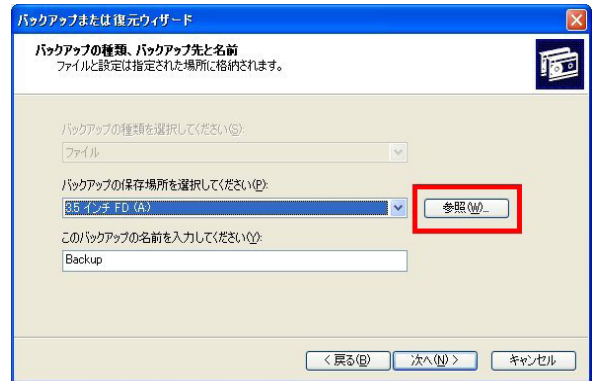 バックアップまたは復元ウィザード
バックアップの種類、バックアップ先と名前
ファイルと設定は指定された場所に格納されます。
バックアップの種類を選択してください(S):
ファイル
バックアップの保存場所を選択してください(P):
3.5 インチ FD (A:)
参照(W)...
このバックアップの名前を入力してください(Y):
Backup
< 戻る(B) 次へ(N) > キャンセル